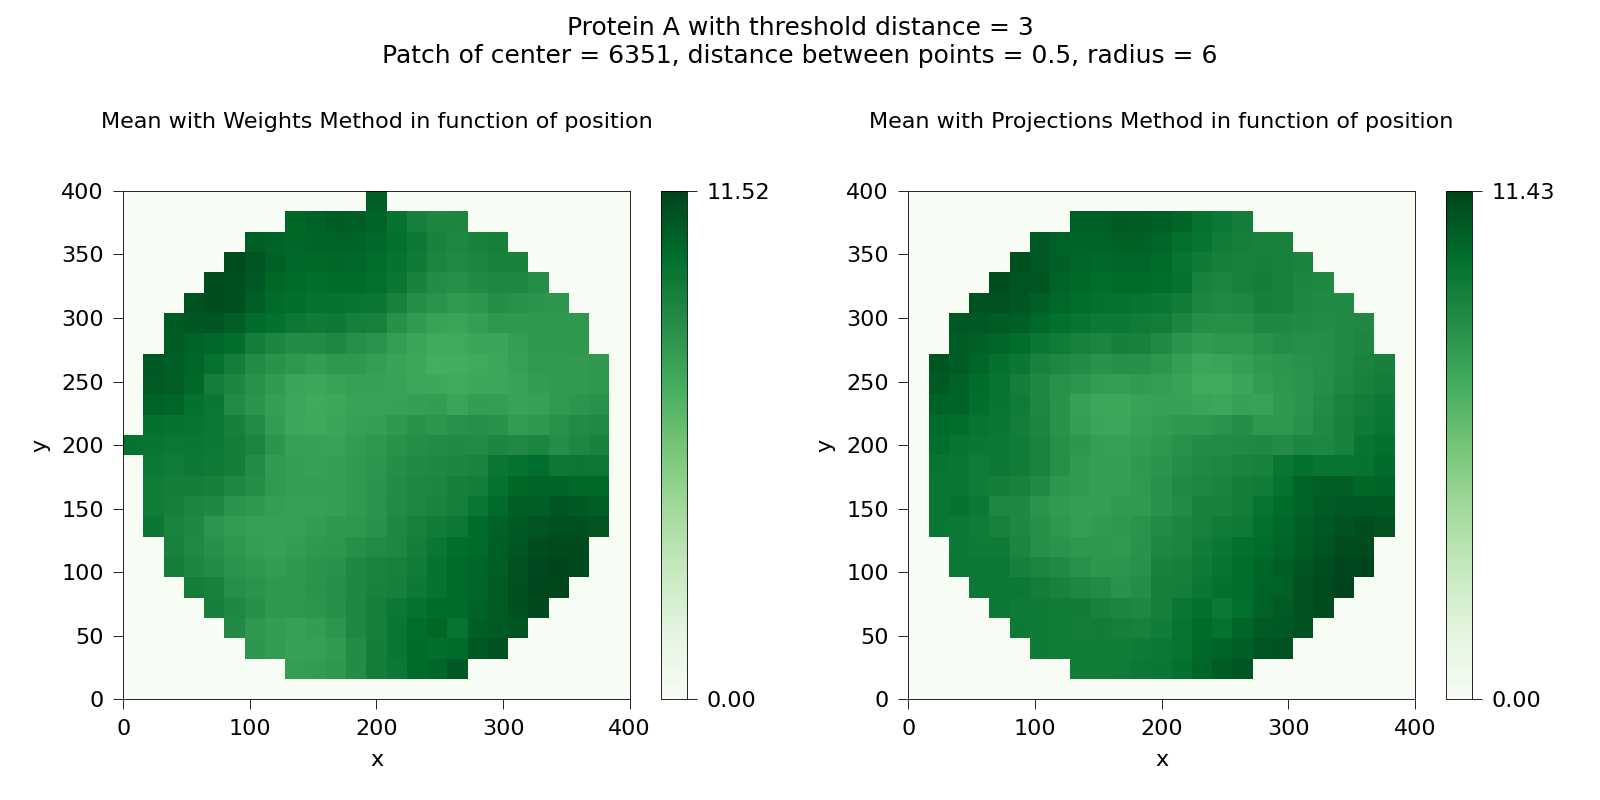 Protein A with threshold distance = 3
Patch of center = 6351, distance between points = 0.5, radius = 6
Mean with Weights Method in function of position
400
350
300
250
200
150
100
50
0
y
0 100 200 300 400
x
11.52
0.00
Mean with Projections Method in function of position
400
350
300
250
200
150
100
50
0
y
0 100 200 300 400
x
11.43
0.00